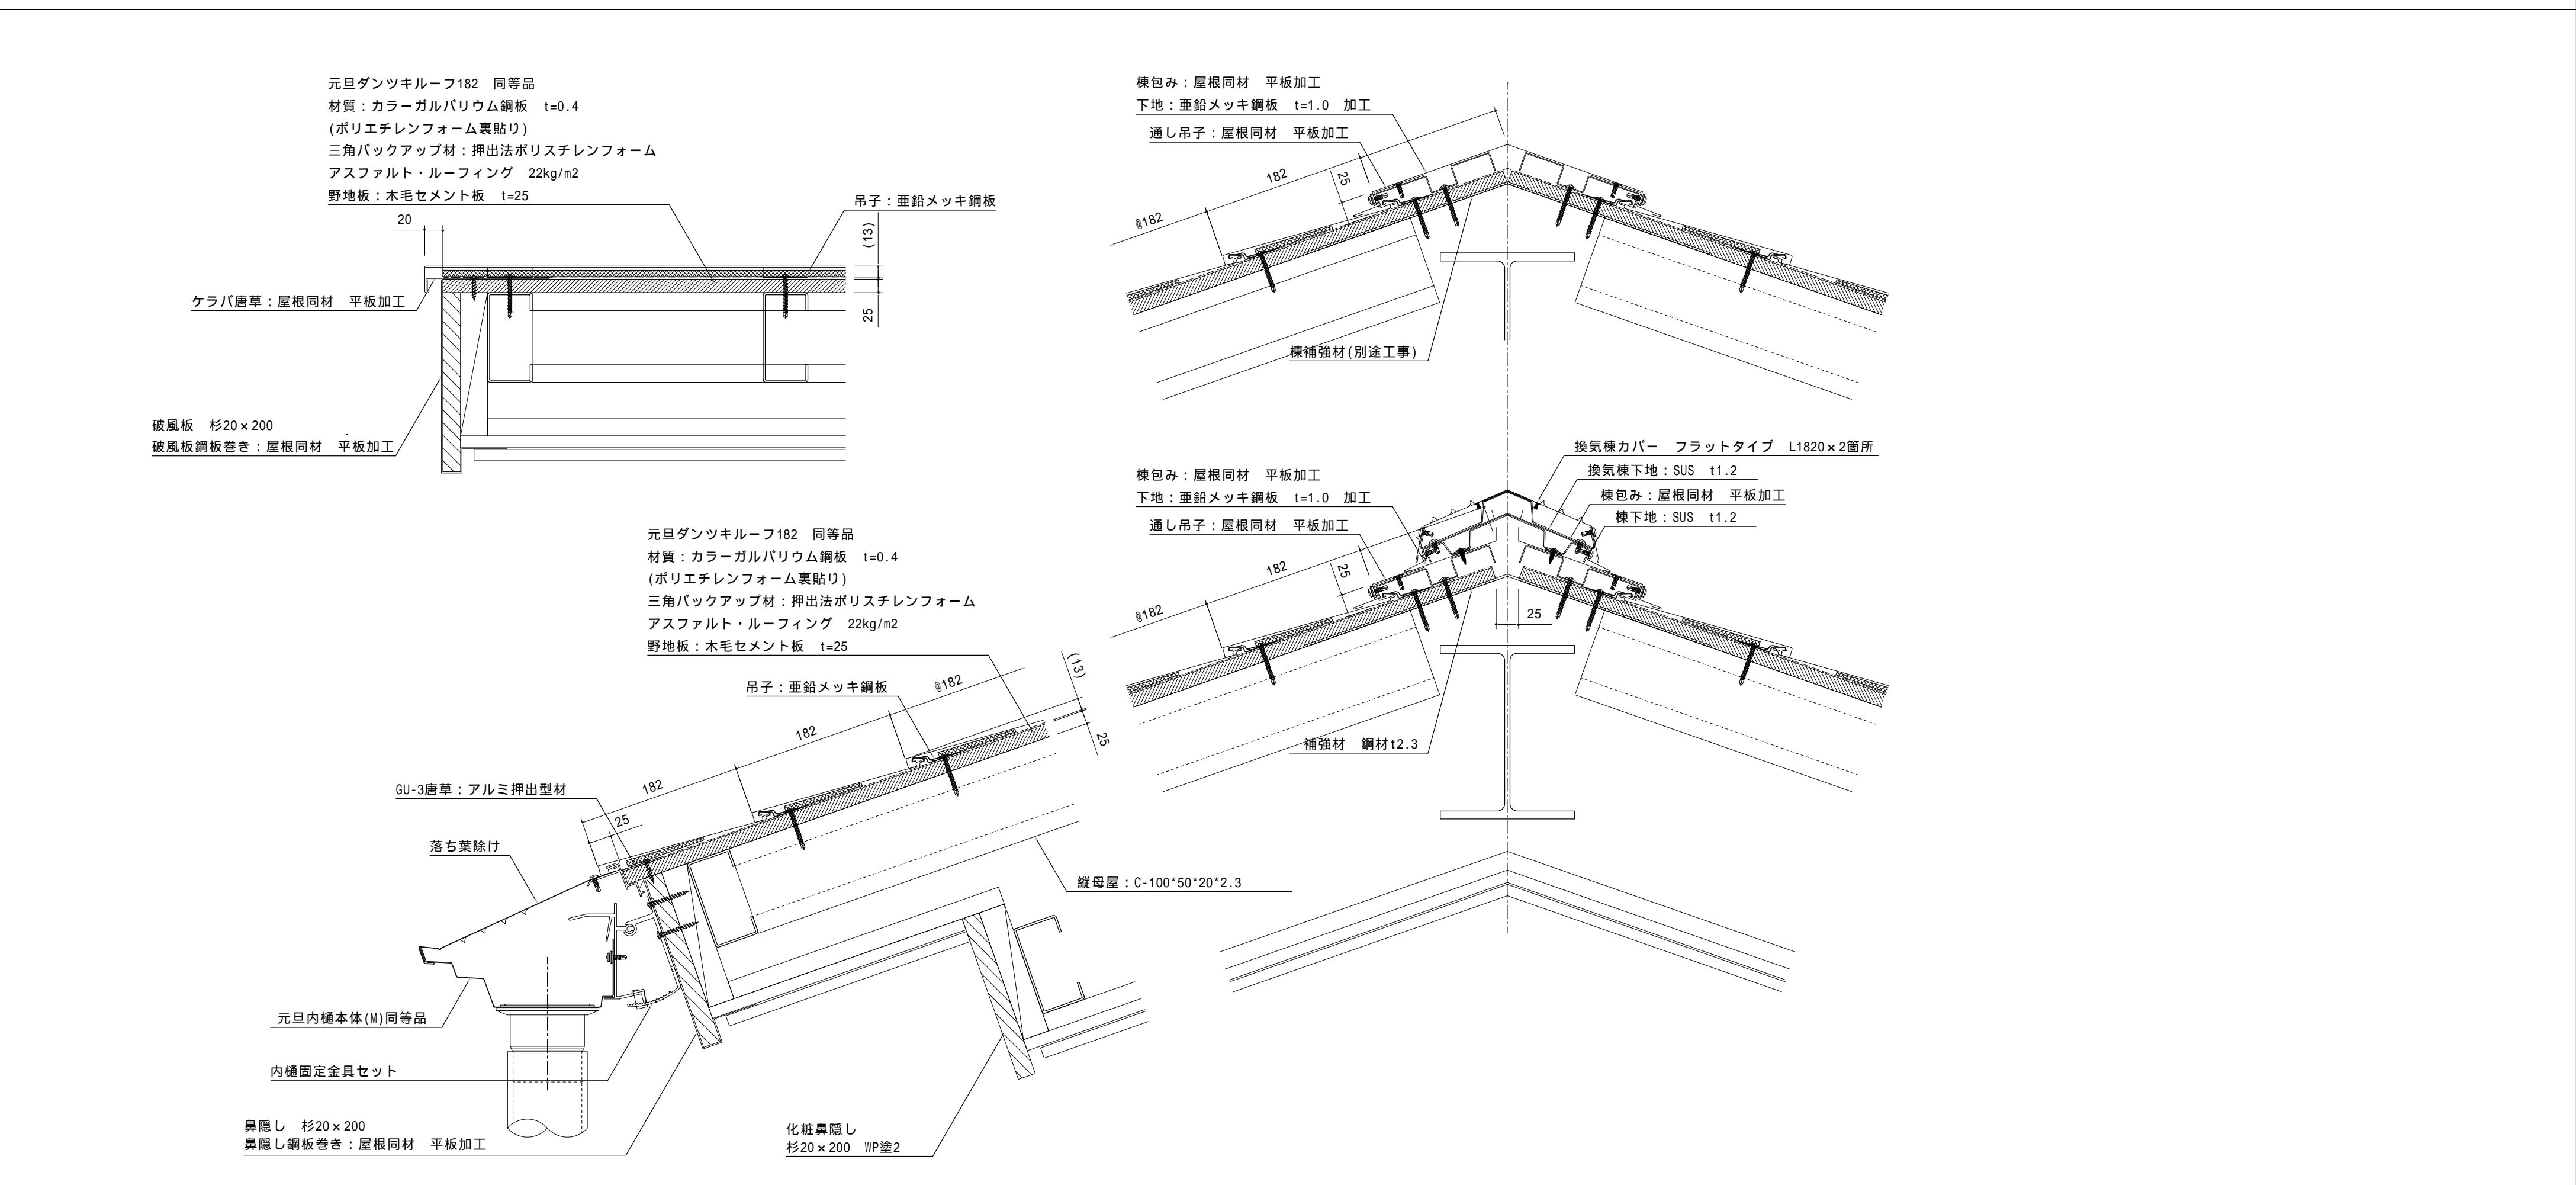 元旦ダンツキルーフ182　同等品
材質：カラーガルバリウム鋼板　t=0.4
(ポリエチレンフォーム裏貼り)
三角バックアップ材：押出法ポリスチレンフォーム
アスファルト・ルーフィング　22kg/m2
野地板：木毛セメント板　t=25
吊子：亜鉛メッキ鋼板
20
(13)
25
ケラバ唐草：屋根同材　平板加工
破風板　杉20×200
破風板鋼板巻き：屋根同材　平板加工
棟包み：屋根同材　平板加工
下地：亜鉛メッキ鋼板　t=1.0　加工
通し吊子：屋根同材　平板加工
182
25
@182
棟補強材(別途工事)
換気棟カバー　フラットタイプ　L1820×2箇所
換気棟下地：SUS　t1.2
棟包み：屋根同材　平板加工
棟下地：SUS　t1.2
棟包み：屋根同材　平板加工
下地：亜鉛メッキ鋼板　t=1.0　加工
通し吊子：屋根同材　平板加工
182
25
@182
25
補強材　鋼材t2.3
元旦ダンツキルーフ182　同等品
材質：カラーガルバリウム鋼板　t=0.4
(ポリエチレンフォーム裏貼り)
三角バックアップ材：押出法ポリスチレンフォーム
アスファルト・ルーフィング　22kg/m2
野地板：木毛セメント板　t=25
吊子：亜鉛メッキ鋼板
@182
(13)
25
182
182
25
GU-3唐草：アルミ押出型材
落ち葉除け
縦母屋：C-100*50*20*2.3
元旦内樋本体(M)同等品
内樋固定金具セット
鼻隠し　杉20×200
鼻隠し鋼板巻き：屋根同材　平板加工
化粧鼻隠し
杉20×200　WP塗2